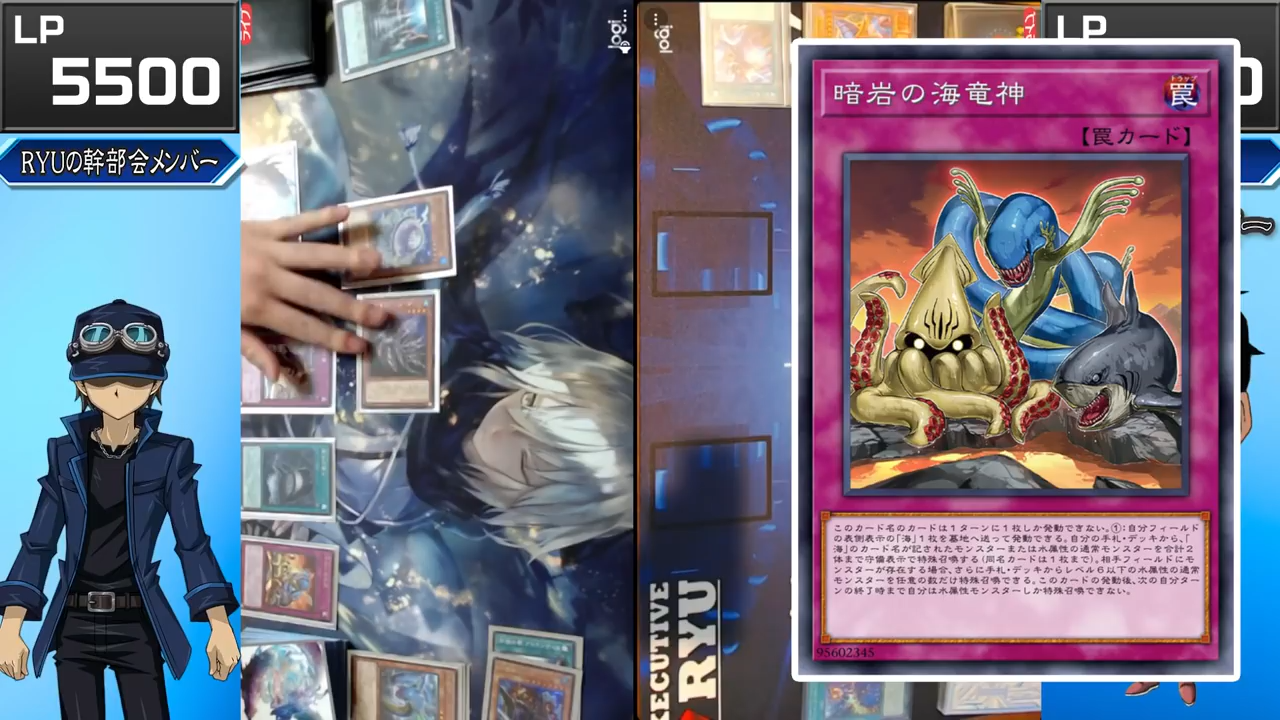 LP
5500
RYUの幹部会メンバー
logi...
logi...
LP
0
暗岩の海竜神
トラップ
罠
【罠カード】
このカード名のカードは1ターンに1枚しか発動できない。①:自分フィールド
の表側表示の「海」1枚を墓地へ送って発動できる。自分の手札・デッキから、「
海」のカード名が記されたモンスターまたは水属性の通常モンスターを合計2
体まで守備表示で特殊召喚する(同名カードは1枚まで)。相手フィールドにモ
ンスターが存在する場合、さらに手札・デッキからレベル6以下の水属性の通常
モンスターを任意の数だけ特殊召喚できる。このカードの発動後、次の自分ター
ンの終了時まで自分は水属性モンスターしか特殊召喚できない。
95602345
EXECUTIVE
RYU